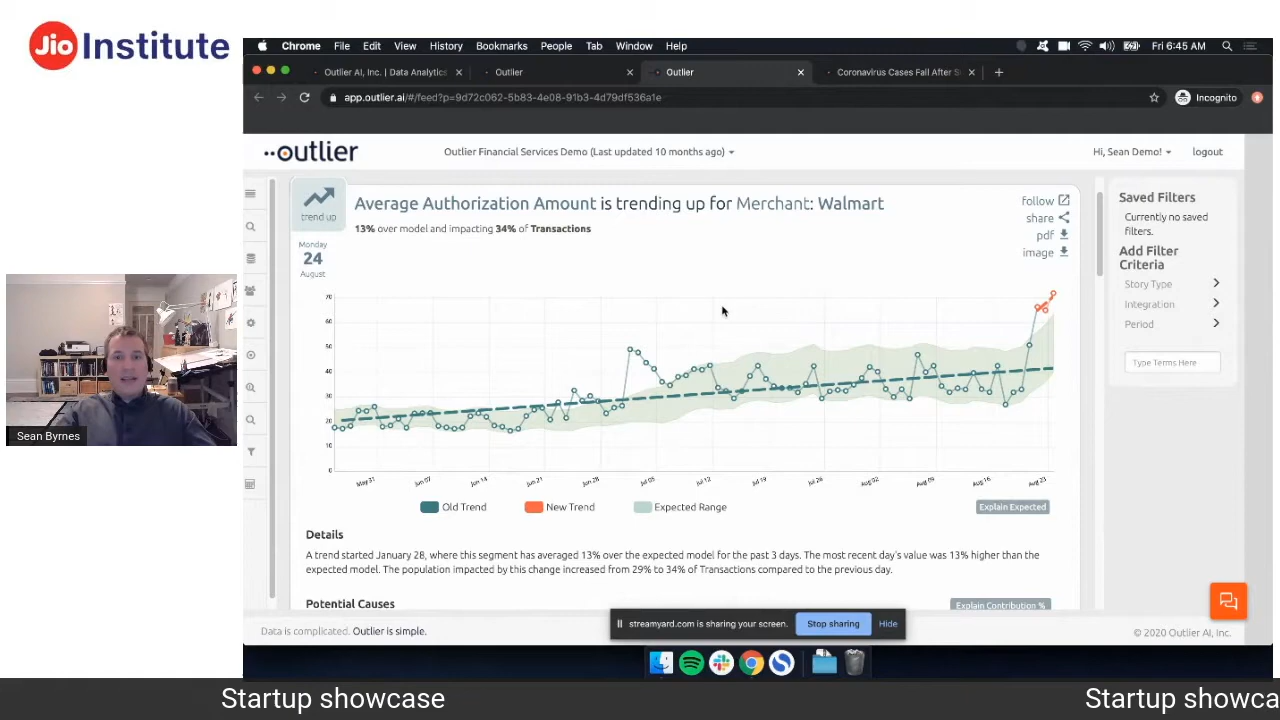 Jio Institute
Chrome File Edit View History Bookmarks People Tab Window Help
Fri 6:45 AM
Outlier AI, Inc. | Data Analytics
Outlier
Outlier
Coronavirus Cases Fall After S
app.outlier.ai/#/feed?p=9d72c062-5b83-4e08-91b3-4d79df536a1e
Incognito
outlier
Outlier Financial Services Demo (Last updated 10 months ago)
Hi, Sean Demo!
logout
trend up
Average Authorization Amount is trending up for Merchant: Walmart
13% over model and impacting 34% of Transactions
follow
share
pdf
image
Monday
24
August
Saved Filters
Currently no saved
filters.
Add Filter
Criteria
Story Type
Integration
Period
Type Terms Here
70
60
50
40
30
20
10
0
May 31
Jun 07
Jun 14
Jun 21
Jun 28
Jul 05
Jul 12
Jul 19
Jul 26
Aug 02
Aug 09
Aug 16
Aug 23
Old Trend
New Trend
Expected Range
Explain Expected
Details
A trend started January 28, where this segment has averaged 13% over the expected model for the past 3 days. The most recent day's value was 13% higher than the
expected model. The population impacted by this change increased from 29% to 34% of Transactions compared to the previous day.
Potential Causes
Explain Contribution %
streamyard.com is sharing your screen.
Stop sharing
Hide
Data is complicated. Outlier is simple.
© 2020 Outlier AI, Inc.
Sean Byrnes
Startup showcase
Startup showca